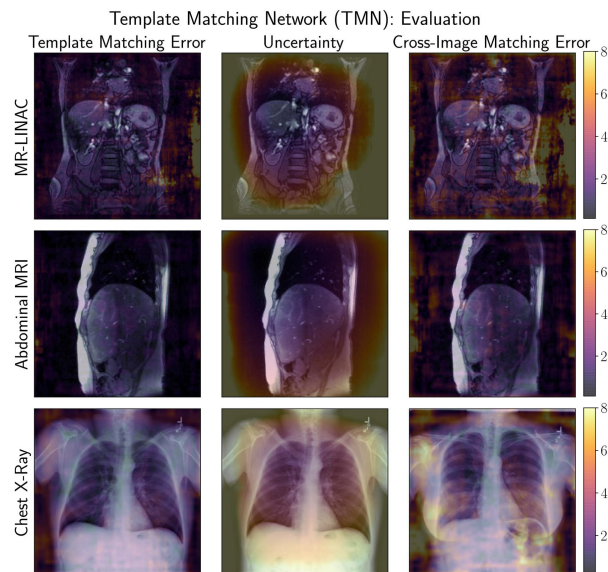 Template Matching Network (TMN): Evaluation
Template Matching Error Uncertainty Cross-Image Matching Error
MR-LINAC
8
6
4
2
Abdominal MRI
8
6
4
2
Chest X-Ray
8
6
4
2